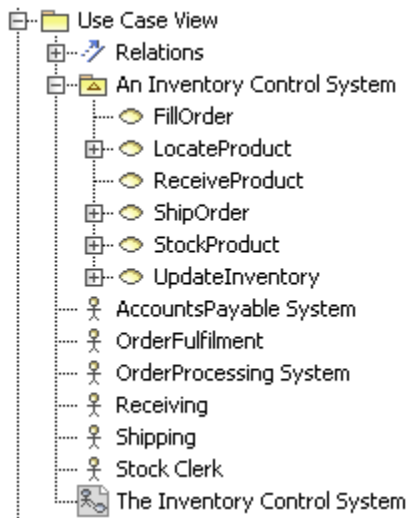 Use Case View
Relations
An Inventory Control System
FillOrder
LocateProduct
ReceiveProduct
ShipOrder
StockProduct
UpdateInventory
AccountsPayable System
OrderFulfilment
OrderProcessing System
Receiving
Shipping
Stock Clerk
The Inventory Control System